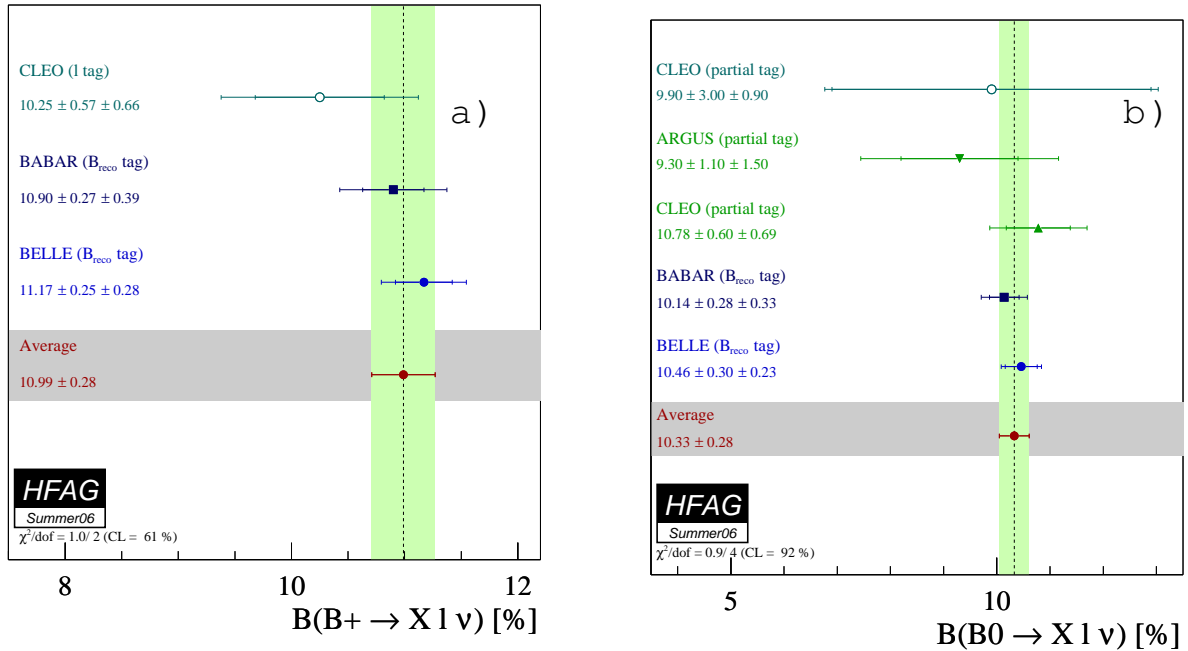 CLEO (l tag)
10.25 ± 0.57 ± 0.66
a)
BABAR (B_reco tag)
10.90 ± 0.27 ± 0.39
BELLE (B_reco tag)
11.17 ± 0.25 ± 0.28
Average
10.99 ± 0.28
HFAG
Summer06
χ²/dof = 1.0/ 2 (CL = 61 %)
8 10 12
B(B+ → X l ν) [%]
CLEO (partial tag)
9.90 ± 3.00 ± 0.90
b)
ARGUS (partial tag)
9.30 ± 1.10 ± 1.50
CLEO (partial tag)
10.78 ± 0.60 ± 0.69
BABAR (B_reco tag)
10.14 ± 0.28 ± 0.33
BELLE (B_reco tag)
10.46 ± 0.30 ± 0.23
Average
10.33 ± 0.28
HFAG
Summer06
χ²/dof = 0.9/ 4 (CL = 92 %)
5 10
B(B0 → X l ν) [%]